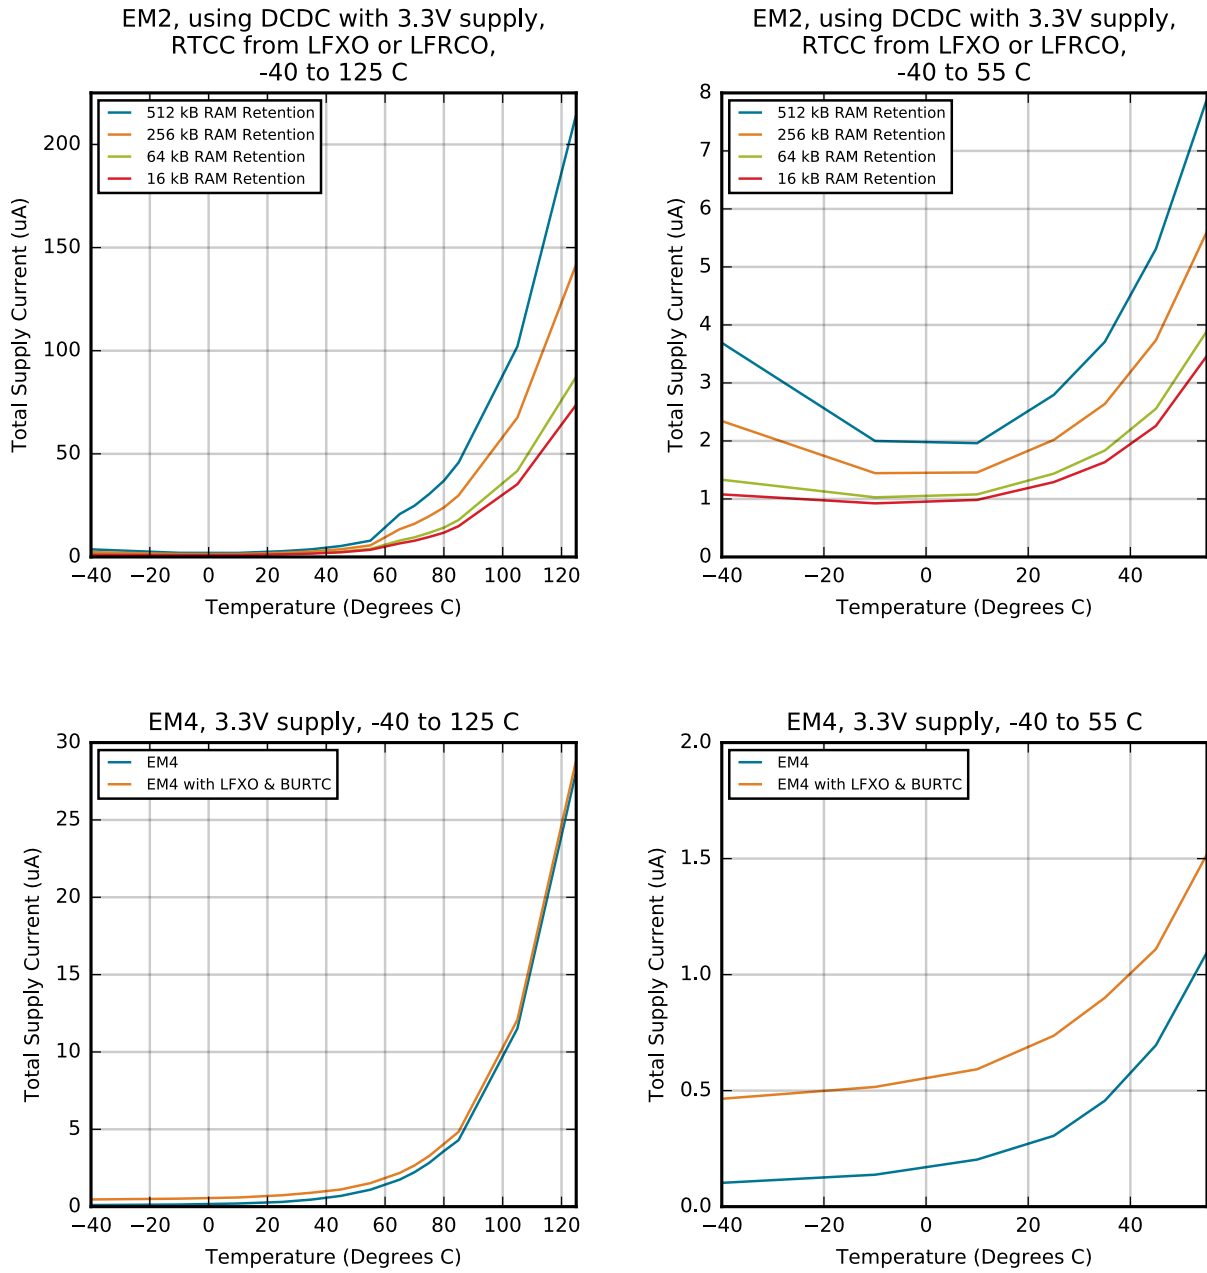 EM2, using DCDC with 3.3V supply,
RTCC from LFXO or LFRCO,
-40 to 125 C
512 kB RAM Retention
256 kB RAM Retention
64 kB RAM Retention
16 kB RAM Retention
Total Supply Current (uA)
200
150
100
50
0
−40
−20
0
20
40
60
80
100
120
Temperature (Degrees C)
EM2, using DCDC with 3.3V supply,
RTCC from LFXO or LFRCO,
-40 to 55 C
512 kB RAM Retention
256 kB RAM Retention
64 kB RAM Retention
16 kB RAM Retention
Total Supply Current (uA)
8
7
6
5
4
3
2
1
0
−40
−20
0
20
40
Temperature (Degrees C)
EM4, 3.3V supply, -40 to 125 C
EM4
EM4 with LFXO & BURTC
Total Supply Current (uA)
30
25
20
15
10
5
0
−40
−20
0
20
40
60
80
100
120
Temperature (Degrees C)
EM4, 3.3V supply, -40 to 55 C
EM4
EM4 with LFXO & BURTC
Total Supply Current (uA)
2.0
1.5
1.0
0.5
0.0
−40
−20
0
20
40
Temperature (Degrees C)